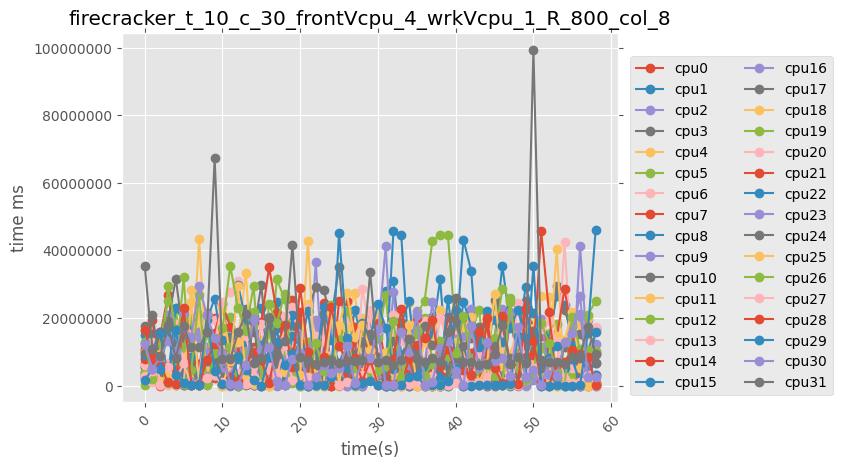 firecracker_t_10_c_30_frontVcpu_4_wrkVcpu_1_R_800_col_8
time ms
100000000
80000000
60000000
40000000
20000000
0
0
10
20
30
40
50
60
time(s)
cpu0
cpu1
cpu2
cpu3
cpu4
cpu5
cpu6
cpu7
cpu8
cpu9
cpu10
cpu11
cpu12
cpu13
cpu14
cpu15
cpu16
cpu17
cpu18
cpu19
cpu20
cpu21
cpu22
cpu23
cpu24
cpu25
cpu26
cpu27
cpu28
cpu29
cpu30
cpu31